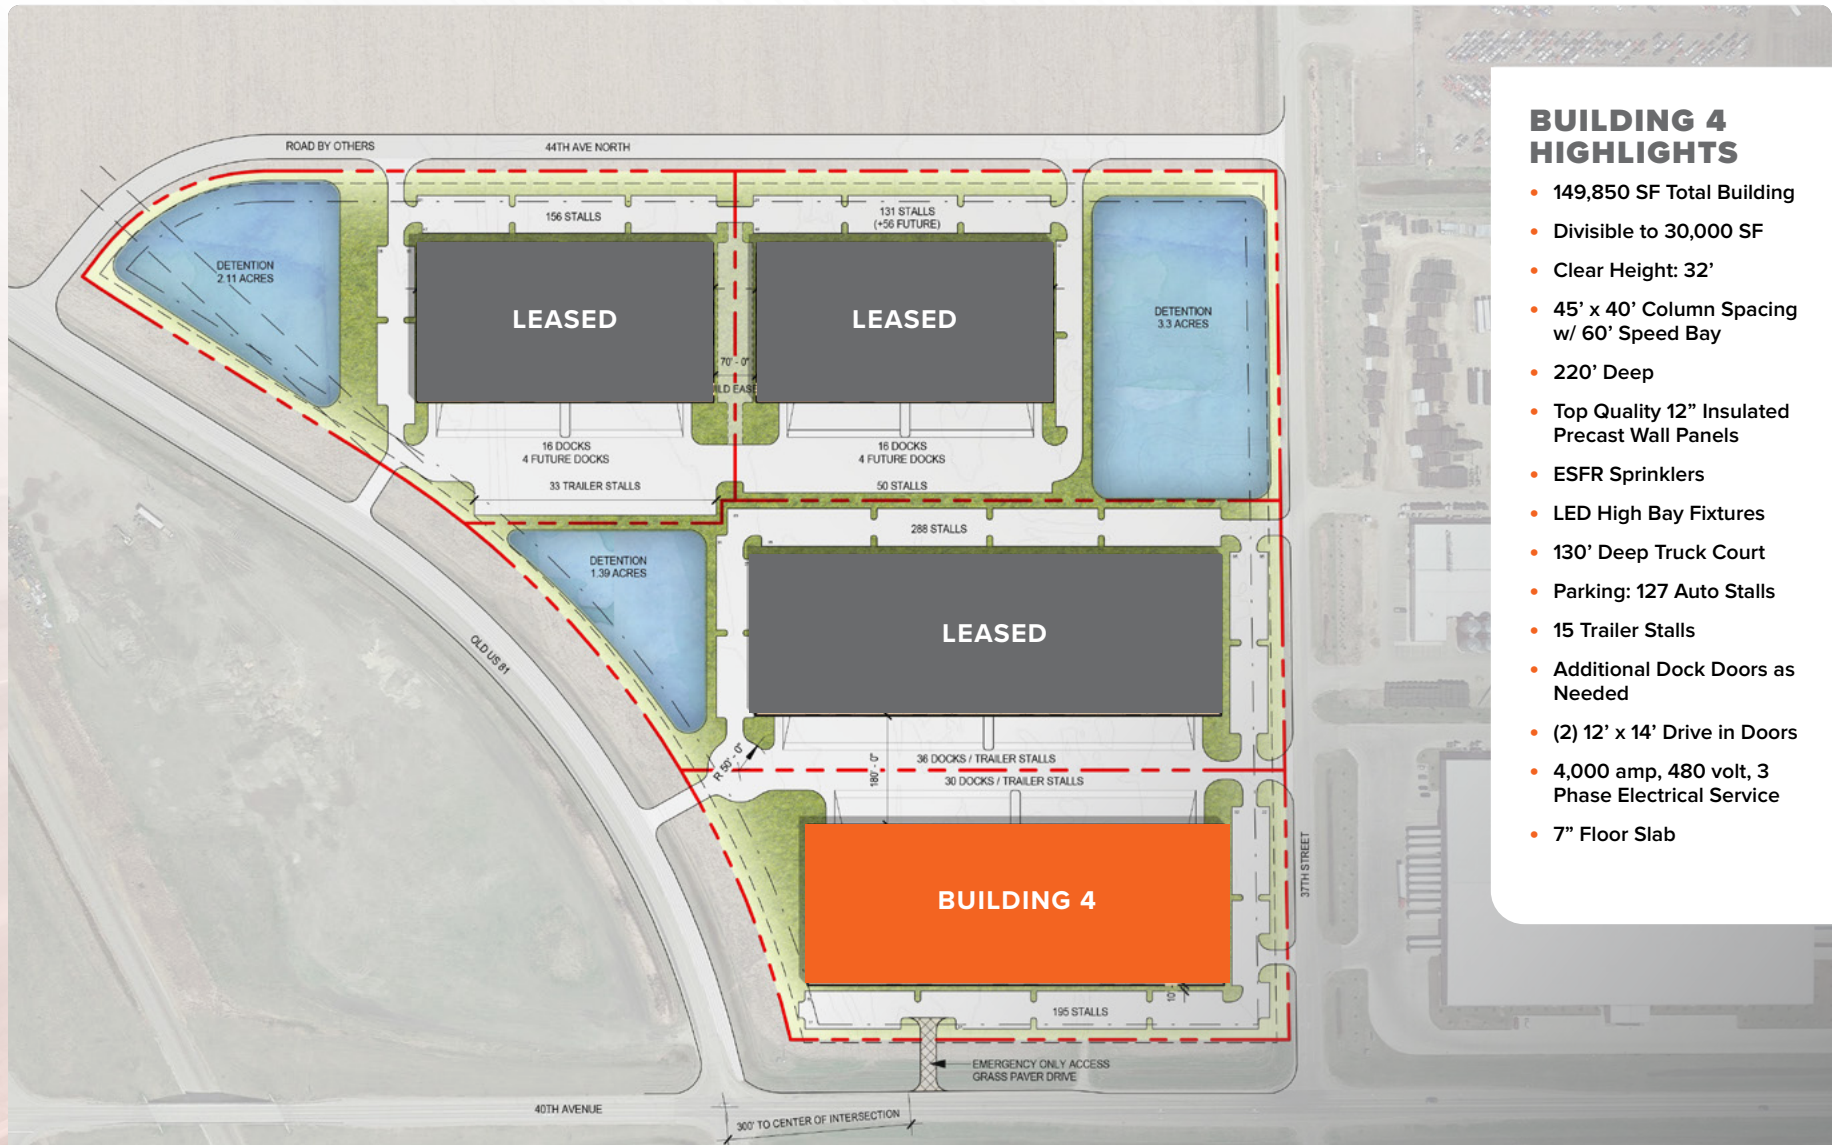 ROAD BY OTHERS
44TH AVE NORTH
156 STALLS
131 STALLS
(+56 FUTURE)
DETENTION
2.11 ACRES
LEASED
LEASED
DETENTION
3.3 ACRES
70' - 0"
16 DOCKS
4 FUTURE DOCKS
16 DOCKS
4 FUTURE DOCKS
33 TRAILER STALLS
50 STALLS
288 STALLS
DETENTION
1.39 ACRES
LEASED
OLD US 81
R 50' - 0"
180' - 0"
36 DOCKS / TRAILER STALLS
30 DOCKS / TRAILER STALLS
37TH STREET
BUILDING 4
10'
195 STALLS
EMERGENCY ONLY ACCESS
GRASS PAVER DRIVE
40TH AVENUE
300' TO CENTER OF INTERSECTION
BUILDING 4
HIGHLIGHTS
• 149,850 SF Total Building
• Divisible to 30,000 SF
• Clear Height: 32’
• 45’ x 40’ Column Spacing
w/ 60’ Speed Bay
• 220’ Deep
• Top Quality 12” Insulated
Precast Wall Panels
• ESFR Sprinklers
• LED High Bay Fixtures
• 130’ Deep Truck Court
• Parking: 127 Auto Stalls
• 15 Trailer Stalls
• Additional Dock Doors as
Needed
• (2) 12’ x 14’ Drive in Doors
• 4,000 amp, 480 volt, 3
Phase Electrical Service
• 7” Floor Slab